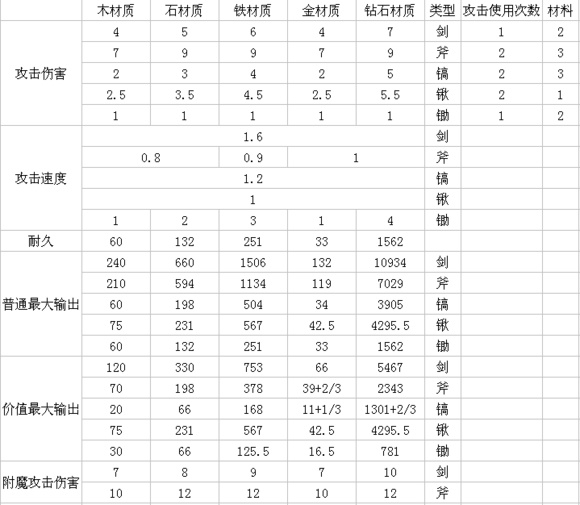 木材质 石材质 铁材质 金材质 钻石材质 类型 攻击使用次数 材料
攻击伤害
4 5 6 4 7 剑 1 2
7 9 9 7 9 斧 2 3
2 3 4 2 5 镐 2 3
2.5 3.5 4.5 2.5 5.5 锹 2 1
1 1 1 1 1 锄 1 2
攻击速度
1.6 剑
0.8 0.9 1 斧
1.2 镐
1 锹
1 2 3 1 4 锄
耐久 60 132 251 33 1562
普通最大输出
240 660 1506 132 10934 剑
210 594 1134 119 7029 斧
60 198 504 34 3905 镐
75 231 567 42.5 4295.5 锹
60 132 251 33 1562 锄
价值最大输出
120 330 753 66 5467 剑
70 198 378 39+2/3 2343 斧
20 66 168 11+1/3 1301+2/3 镐
75 231 567 42.5 4295.5 锹
30 66 125.5 16.5 781 锄
附魔攻击伤害
7 8 9 7 10 剑
10 12 12 10 12 斧